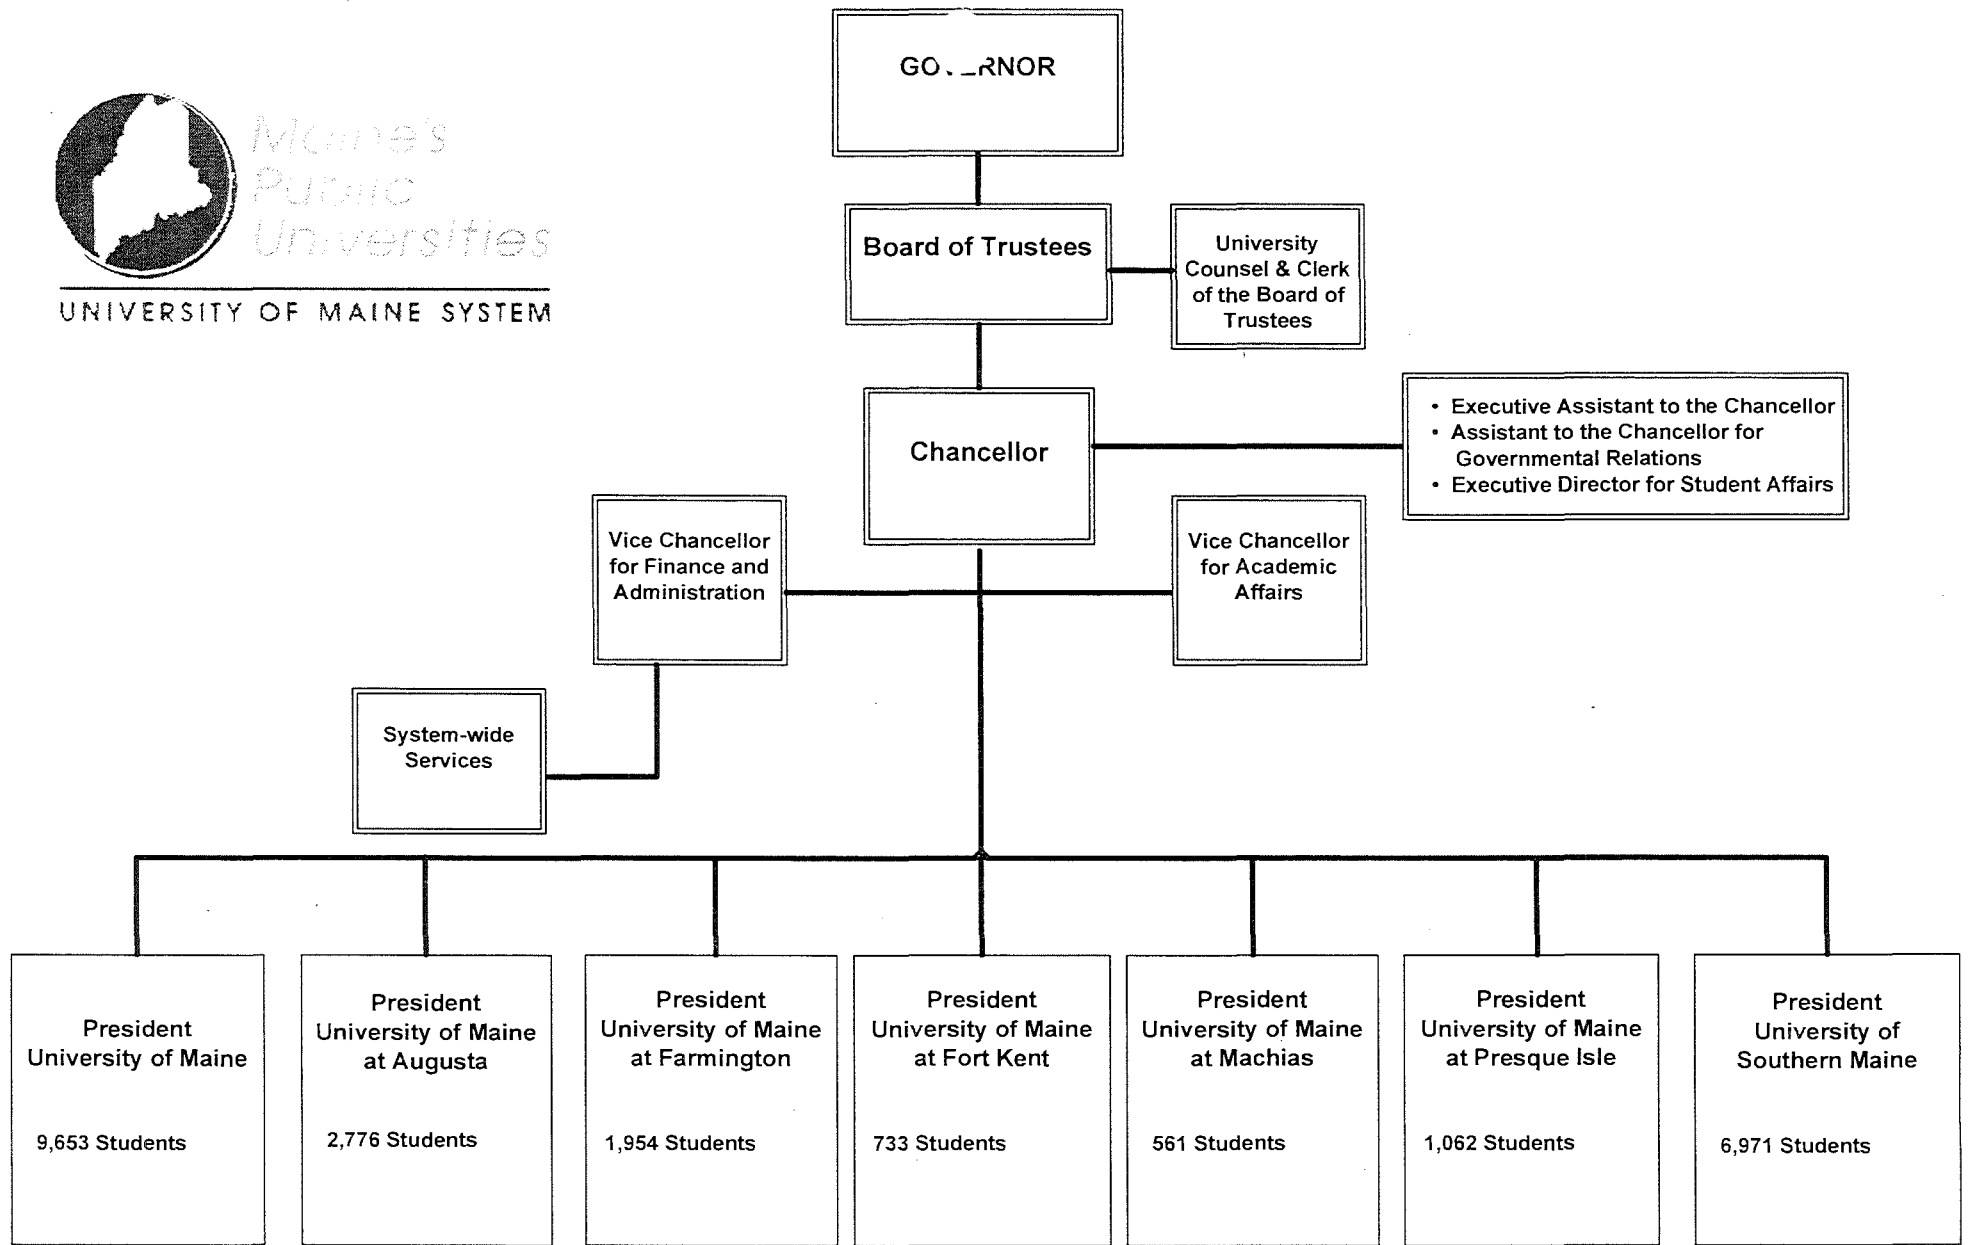 GO
RNOR
Maine's
Public
Universities
UNIVERSITY OF MAINE SYSTEM
Board of Trustees
University
Counsel & Clerk
of the Board of
Trustees
Chancellor
• Executive Assistant to the Chancellor
• Assistant to the Chancellor for
Governmental Relations
• Executive Director for Student Affairs
Vice Chancellor
for Finance and
Administration
Vice Chancellor
for Academic
Affairs
System-wide
Services
President
University of Maine
9,653 Students
President
University of Maine
at Augusta
2,776 Students
President
University of Maine
at Farmington
1,954 Students
President
University of Maine
at Fort Kent
733 Students
President
University of Maine
at Machias
561 Students
President
University of Maine
at Presque Isle
1,062 Students
President
University of
Southern Maine
6,971 Students